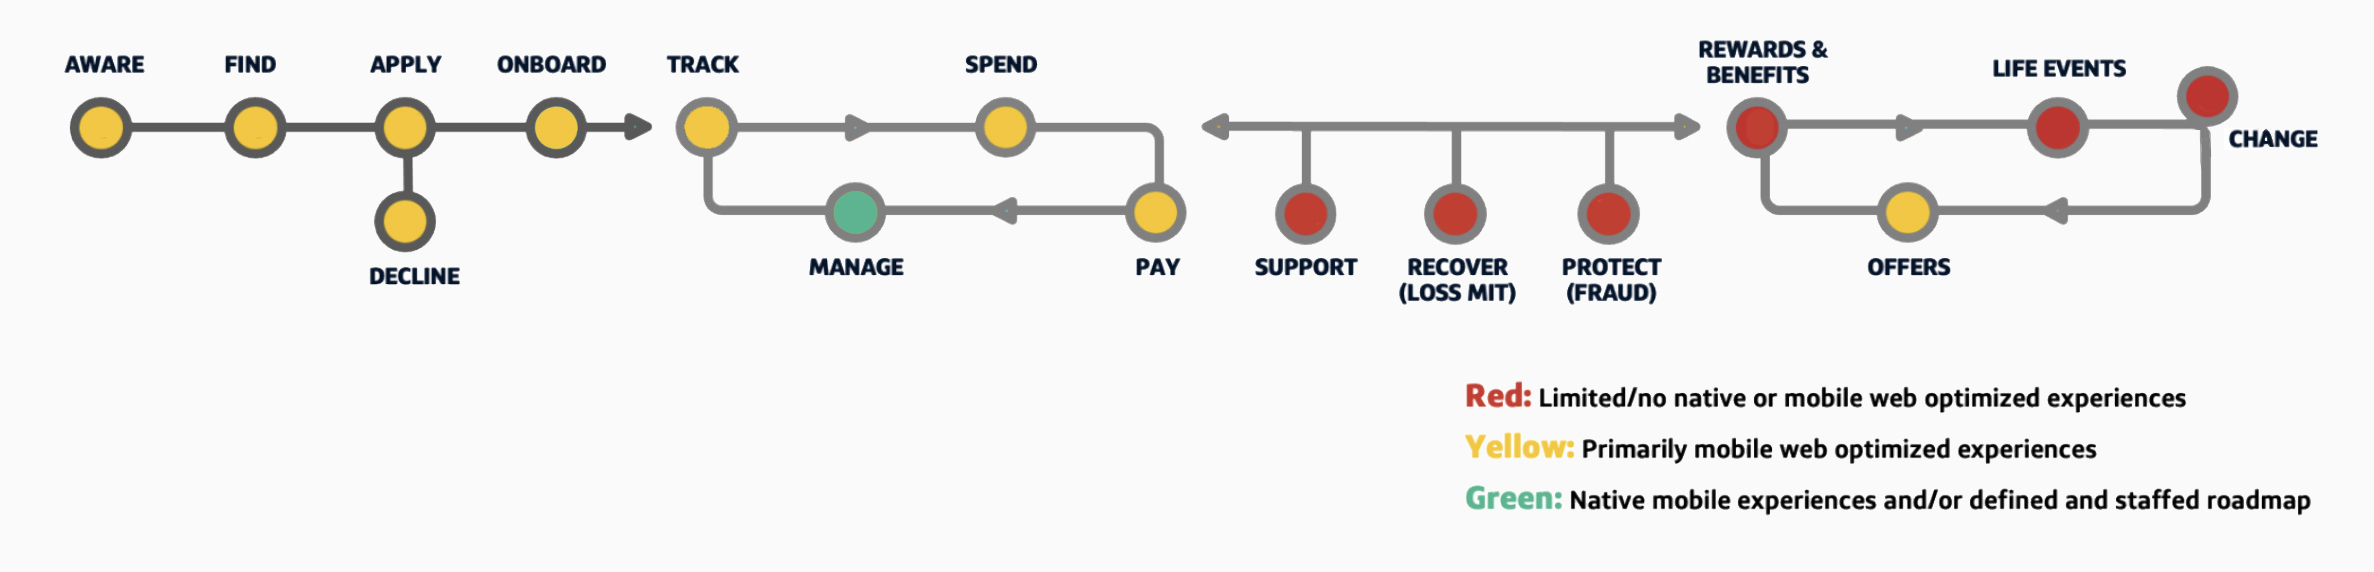 AWARE
FIND
APPLY
ONBOARD
DECLINE
TRACK
SPEND
MANAGE
PAY
SUPPORT
RECOVER
(LOSS MIT)
PROTECT
(FRAUD)
REWARDS &
BENEFITS
LIFE EVENTS
CHANGE
OFFERS
Red: Limited/no native or mobile web optimized experiences
Yellow: Primarily mobile web optimized experiences
Green: Native mobile experiences and/or defined and staffed roadmap